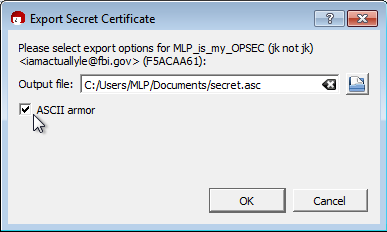 Export Secret Certificate
Please select export options for MLP_is_my_OPSEC (jk not jk)
<iamactuallyle@fbi.gov> (F5ACAA61):
Output file: C:/Users/MLP/Documents/secret.asc
ASCII armor
OK Cancel